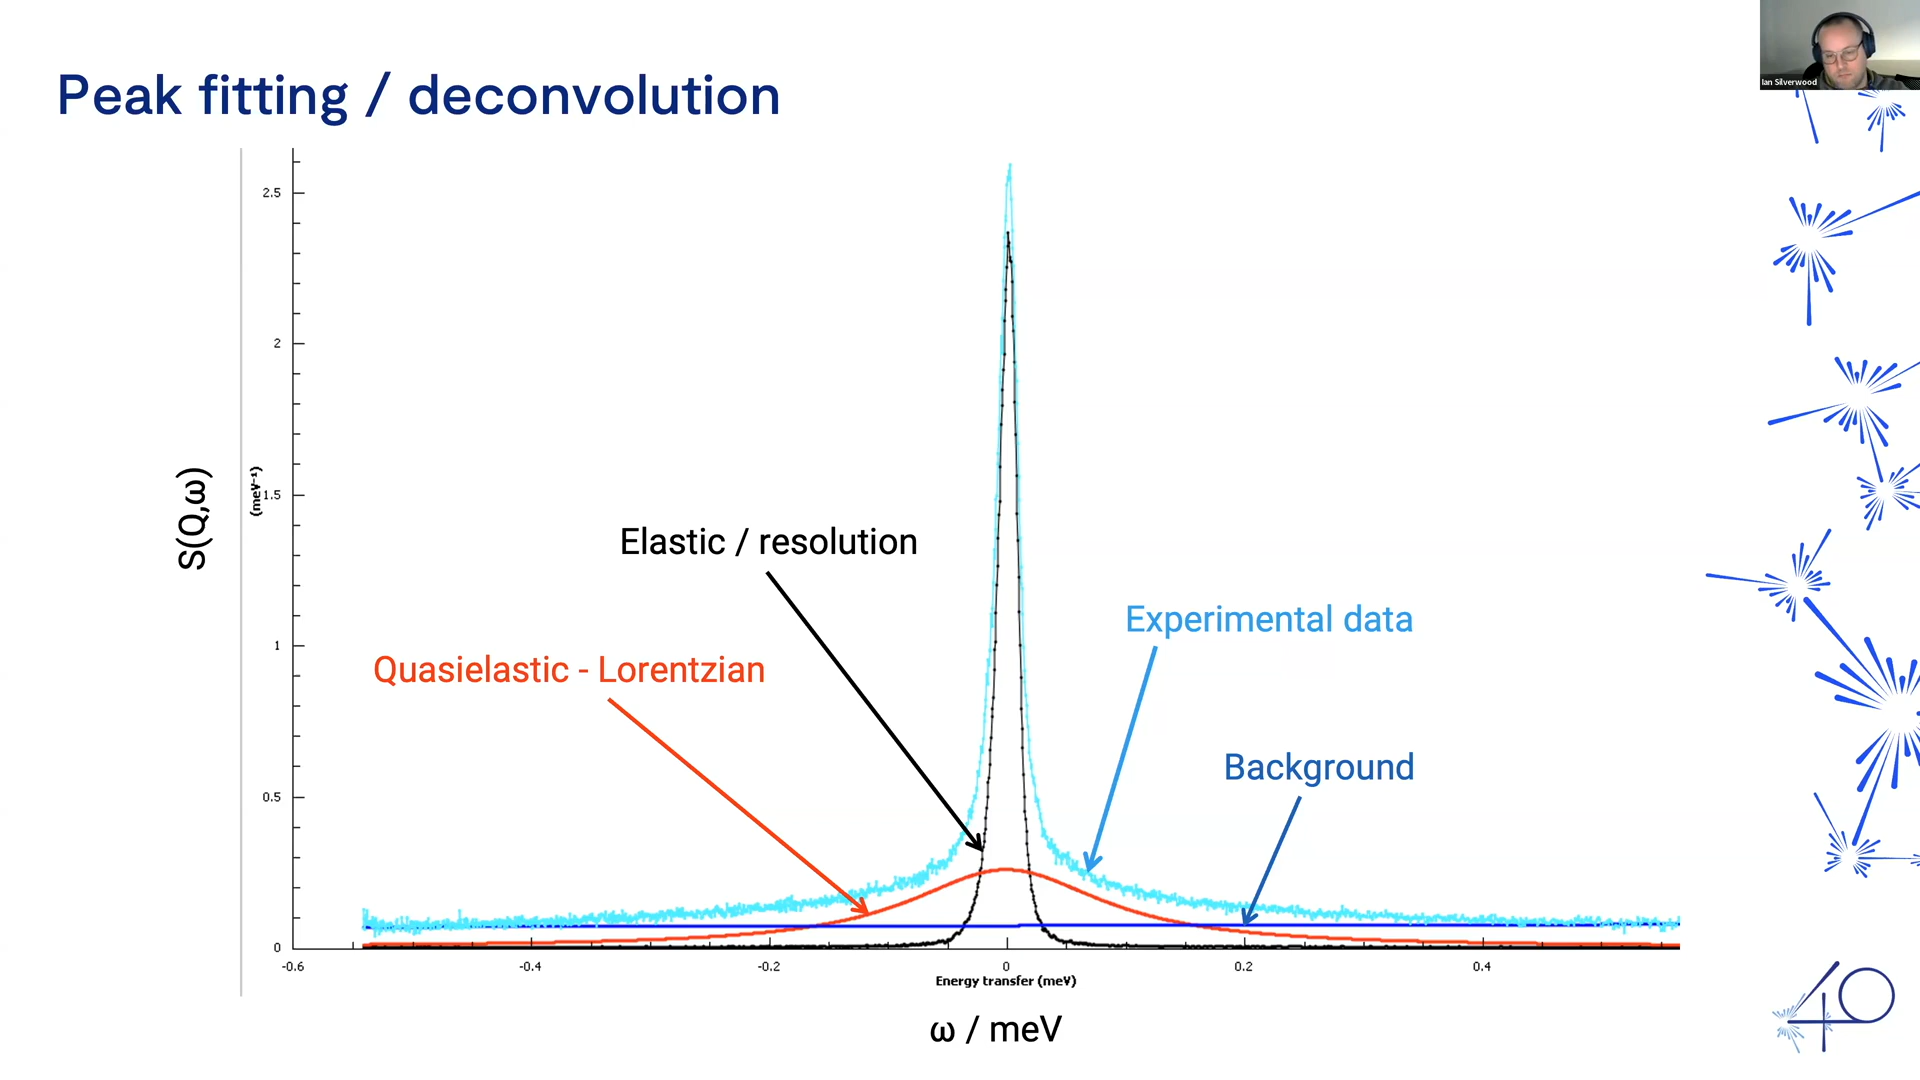 Ian Silverwood
Peak fitting / deconvolution
2.5
2
1.5
1
0.5
0
S(Q,ω)
(meV⁻¹)
Elastic / resolution
Experimental data
Quasielastic - Lorentzian
Background
-0.6
-0.4
-0.2
0
0.2
0.4
Energy transfer (meV)
ω / meV
40